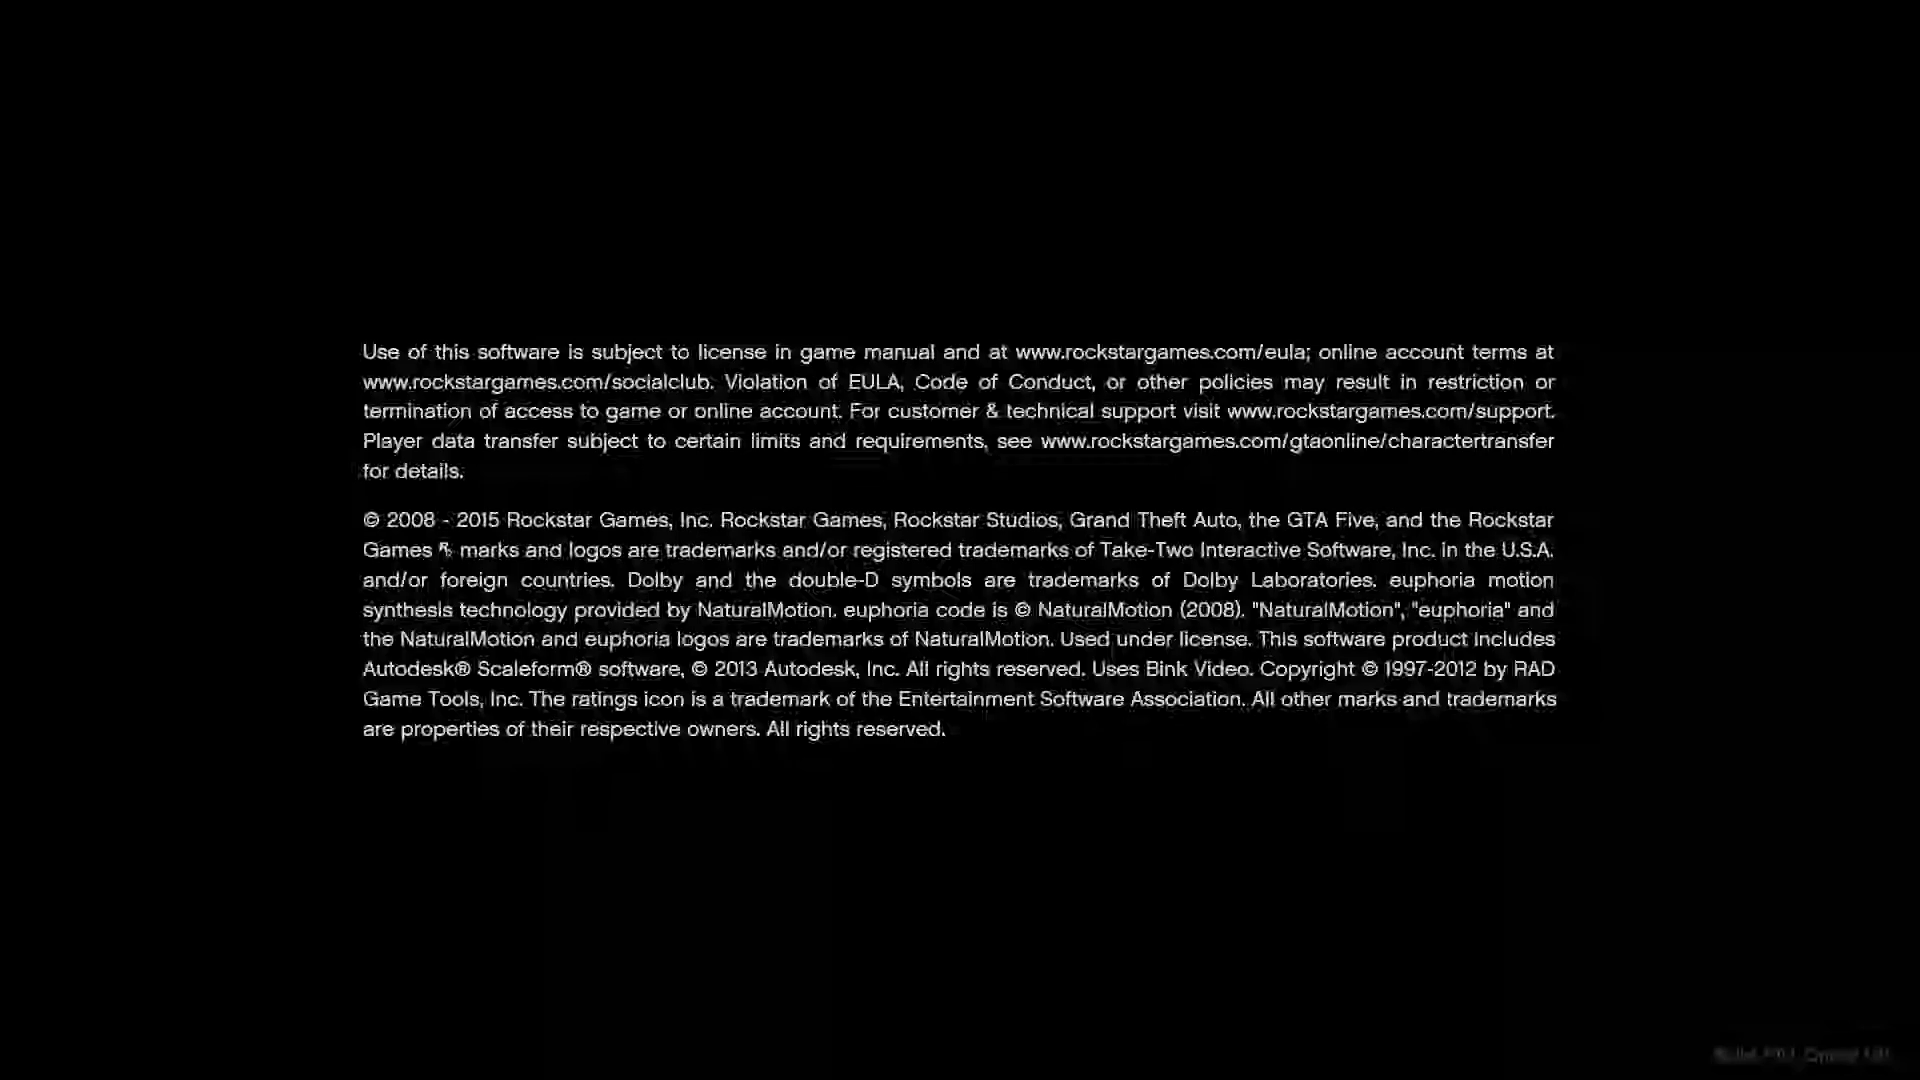 Use of this software is subject to license in game manual and at www.rockstargames.com/eula; online account terms at
www.rockstargames.com/socialclub. Violation of EULA, Code of Conduct, or other policies may result in restriction or
termination of access to game or online account. For customer & technical support visit www.rockstargames.com/support.
Player data transfer subject to certain limits and requirements, see www.rockstargames.com/gtaonline/charactertransfer
for details.
© 2008 - 2015 Rockstar Games, Inc. Rockstar Games, Rockstar Studios, Grand Theft Auto, the GTA Five, and the Rockstar
Games R* marks and logos are trademarks and/or registered trademarks of Take-Two Interactive Software, Inc. in the U.S.A.
and/or foreign countries. Dolby and the double-D symbols are trademarks of Dolby Laboratories. euphoria motion
synthesis technology provided by NaturalMotion. euphoria code is © NaturalMotion (2008). "NaturalMotion", "euphoria" and
the NaturalMotion and euphoria logos are trademarks of NaturalMotion. Used under license. This software product includes
Autodesk® Scaleform® software, © 2013 Autodesk, Inc. All rights reserved. Uses Bink Video. Copyright © 1997-2012 by RAD
Game Tools, Inc. The ratings icon is a trademark of the Entertainment Software Association. All other marks and trademarks
are properties of their respective owners. All rights reserved.